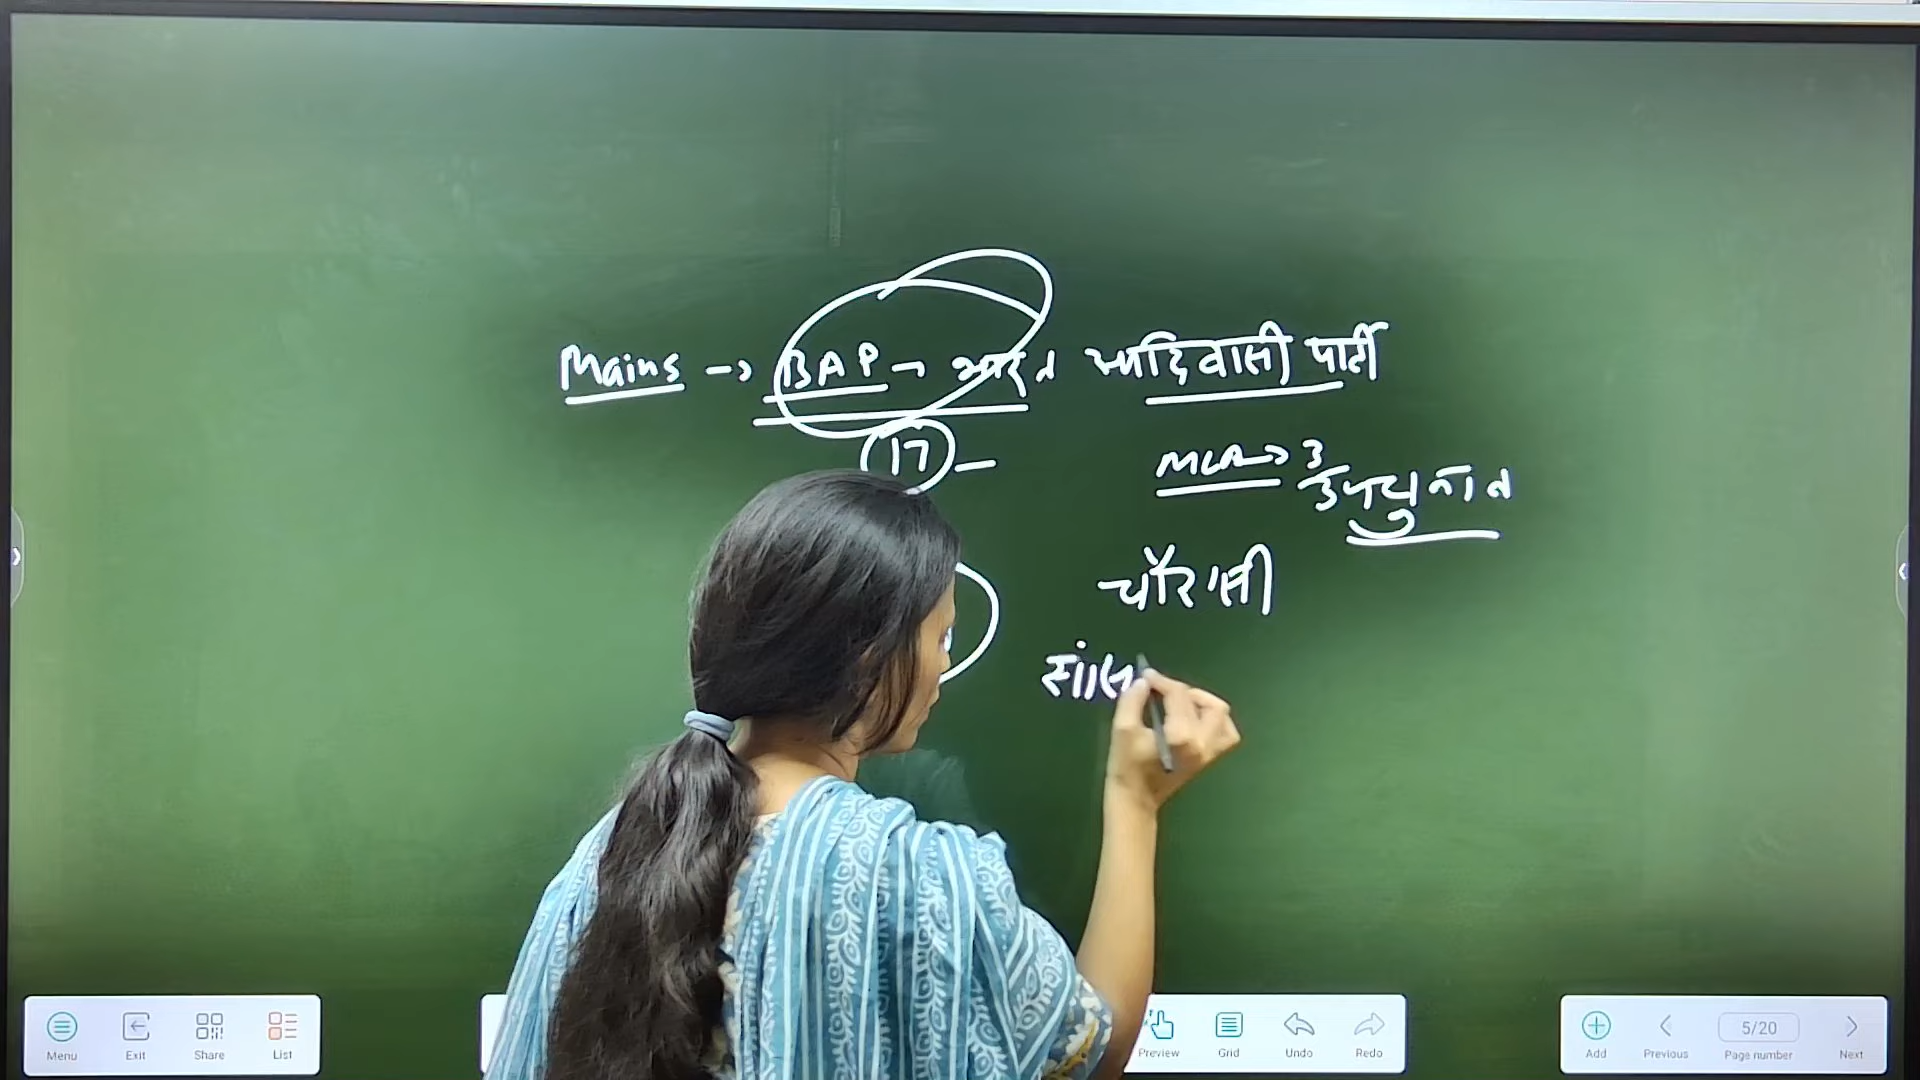 Mains → BAP → भारत आदिवासी पार्टी
17 –
MLA → 3
उपचुनाव
चौरासी
सांस
Menu Exit Share List
Preview Grid Undo Redo
Add Previous 5/20 Page number Next